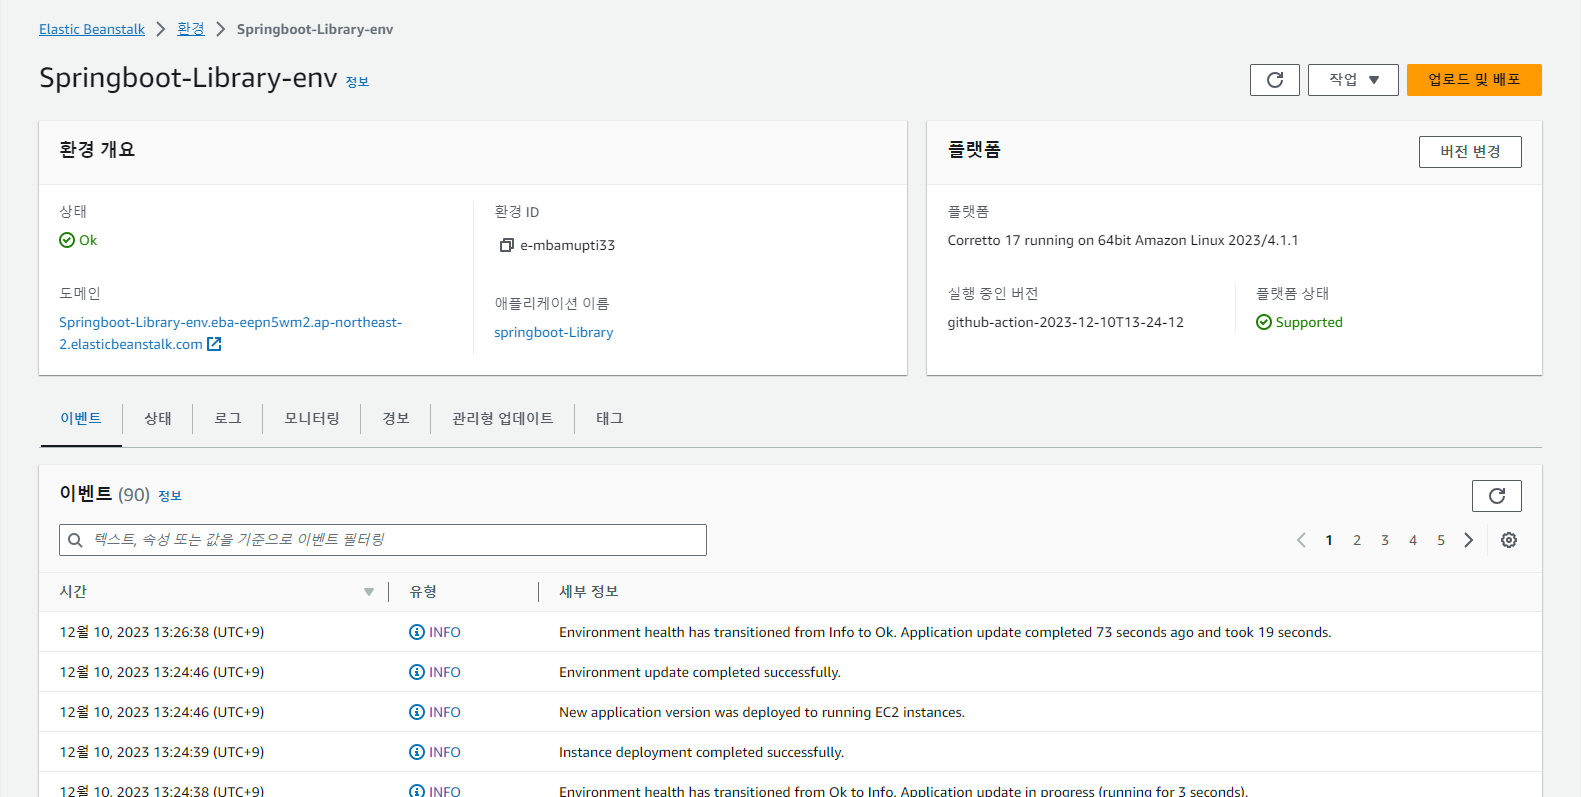 Elastic Beanstalk > 환경 > Springboot-Library-env
Springboot-Library-env 정보
작업 ▼
업로드 및 배포
환경 개요
상태
Ok
도메인
Springboot-Library-env.eba-eepn5wm2.ap-northeast-
2.elasticbeanstalk.com
환경 ID
e-mbamupti33
애플리케이션 이름
springboot-Library
플랫폼
버전 변경
플랫폼
Corretto 17 running on 64bit Amazon Linux 2023/4.1.1
실행 중인 버전
github-action-2023-12-10T13-24-12
플랫폼 상태
Supported
이벤트 상태 로그 모니터링 경보 관리형 업데이트 태그
이벤트 (90) 정보
텍스트, 속성 또는 값을 기준으로 이벤트 필터링
1 2 3 4 5
시간 유형 세부 정보
12월 10, 2023 13:26:38 (UTC+9) INFO Environment health has transitioned from Info to Ok. Application update completed 73 seconds ago and took 19 seconds.
12월 10, 2023 13:24:46 (UTC+9) INFO Environment update completed successfully.
12월 10, 2023 13:24:46 (UTC+9) INFO New application version was deployed to running EC2 instances.
12월 10, 2023 13:24:39 (UTC+9) INFO Instance deployment completed successfully.
12월 10, 2023 13:24:38 (UTC+9) INFO Environment health has transitioned from Ok to Info. Application update in progress (running for 3 seconds).